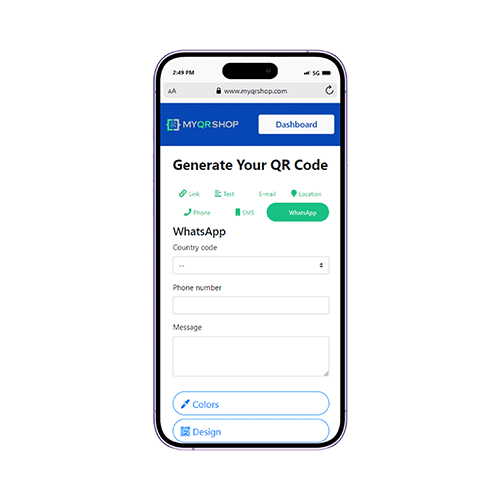 2:49 PM 5G
AA www.myqrshop.com
MYQRSHOP Dashboard
Generate Your QR Code
Link Text E-mail Location
Phone SMS WhatsApp
WhatsApp
Country code
--
Phone number
Message
Colors
Design